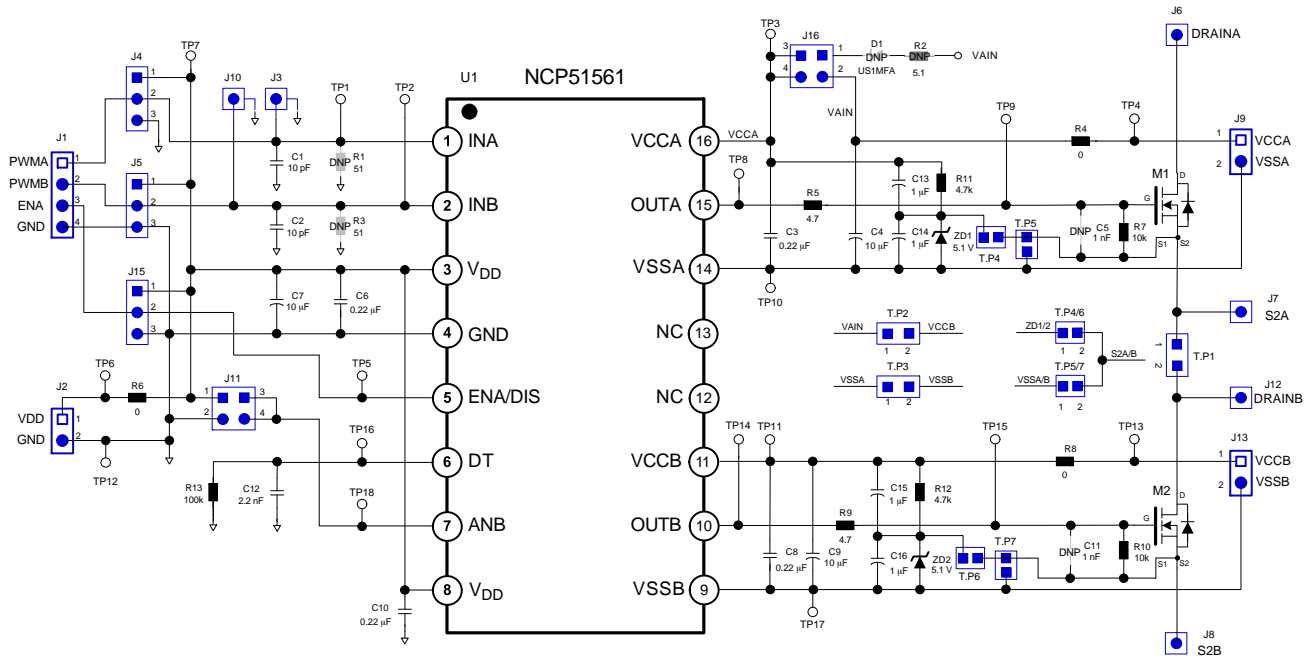 J6
DRAINA
TP3
J16
3
1
4
2
D1
DNP
US1MFA
R2
DNP
5.1
VAIN
VAIN
TP7
J4
1
2
3
J10
J3
TP1
TP2
U1
NCP51561
J1
PWMA
PWMB
ENA
GND
1
2
3
4
J5
1
2
3
C1
10 pF
DNP
R1
51
C2
10 pF
DNP
R3
51
1
INA
2
INB
3
VDD
4
GND
5
ENA/DIS
6
DT
7
ANB
8
VDD
VCCA
16
OUTA
15
VSSA
14
NC
13
NC
12
VCCB
11
OUTB
10
VSSB
9
VCCA
TP8
TP9
TP4
R4
0
J9
1
2
VCCA
VSSA
C13
1 µF
R11
4.7k
R5
4.7
C3
0.22 µF
C4
10 µF
C14
1 µF
ZD1
5.1 V
T.P4
T.P5
DNP
C5
1 nF
R7
10k
M1
G
D
S1
S2
TP10
J15
1
2
3
C7
10 µF
C6
0.22 µF
T.P2
VAIN
VCCB
1
2
T.P3
VSSA
VSSB
1
2
T.P4/6
ZD1/2
1
2
S2A/B
T.P5/7
VSSA/B
1
2
J7
S2A
1
2
T.P1
J12
DRAINB
J2
VDD
GND
1
2
TP6
R6
0
J11
1
3
2
4
TP12
TP5
TP16
TP18
R13
100k
C12
2.2 nF
C10
0.22 µF
TP14
TP11
TP15
TP13
R8
0
J13
1
2
VCCB
VSSB
C15
1 µF
R12
4.7k
R9
4.7
C8
0.22 µF
C9
10 µF
C16
1 µF
ZD2
5.1 V
T.P6
T.P7
DNP
C11
1 nF
R10
10k
M2
G
D
S1
S2
TP17
J8
S2B